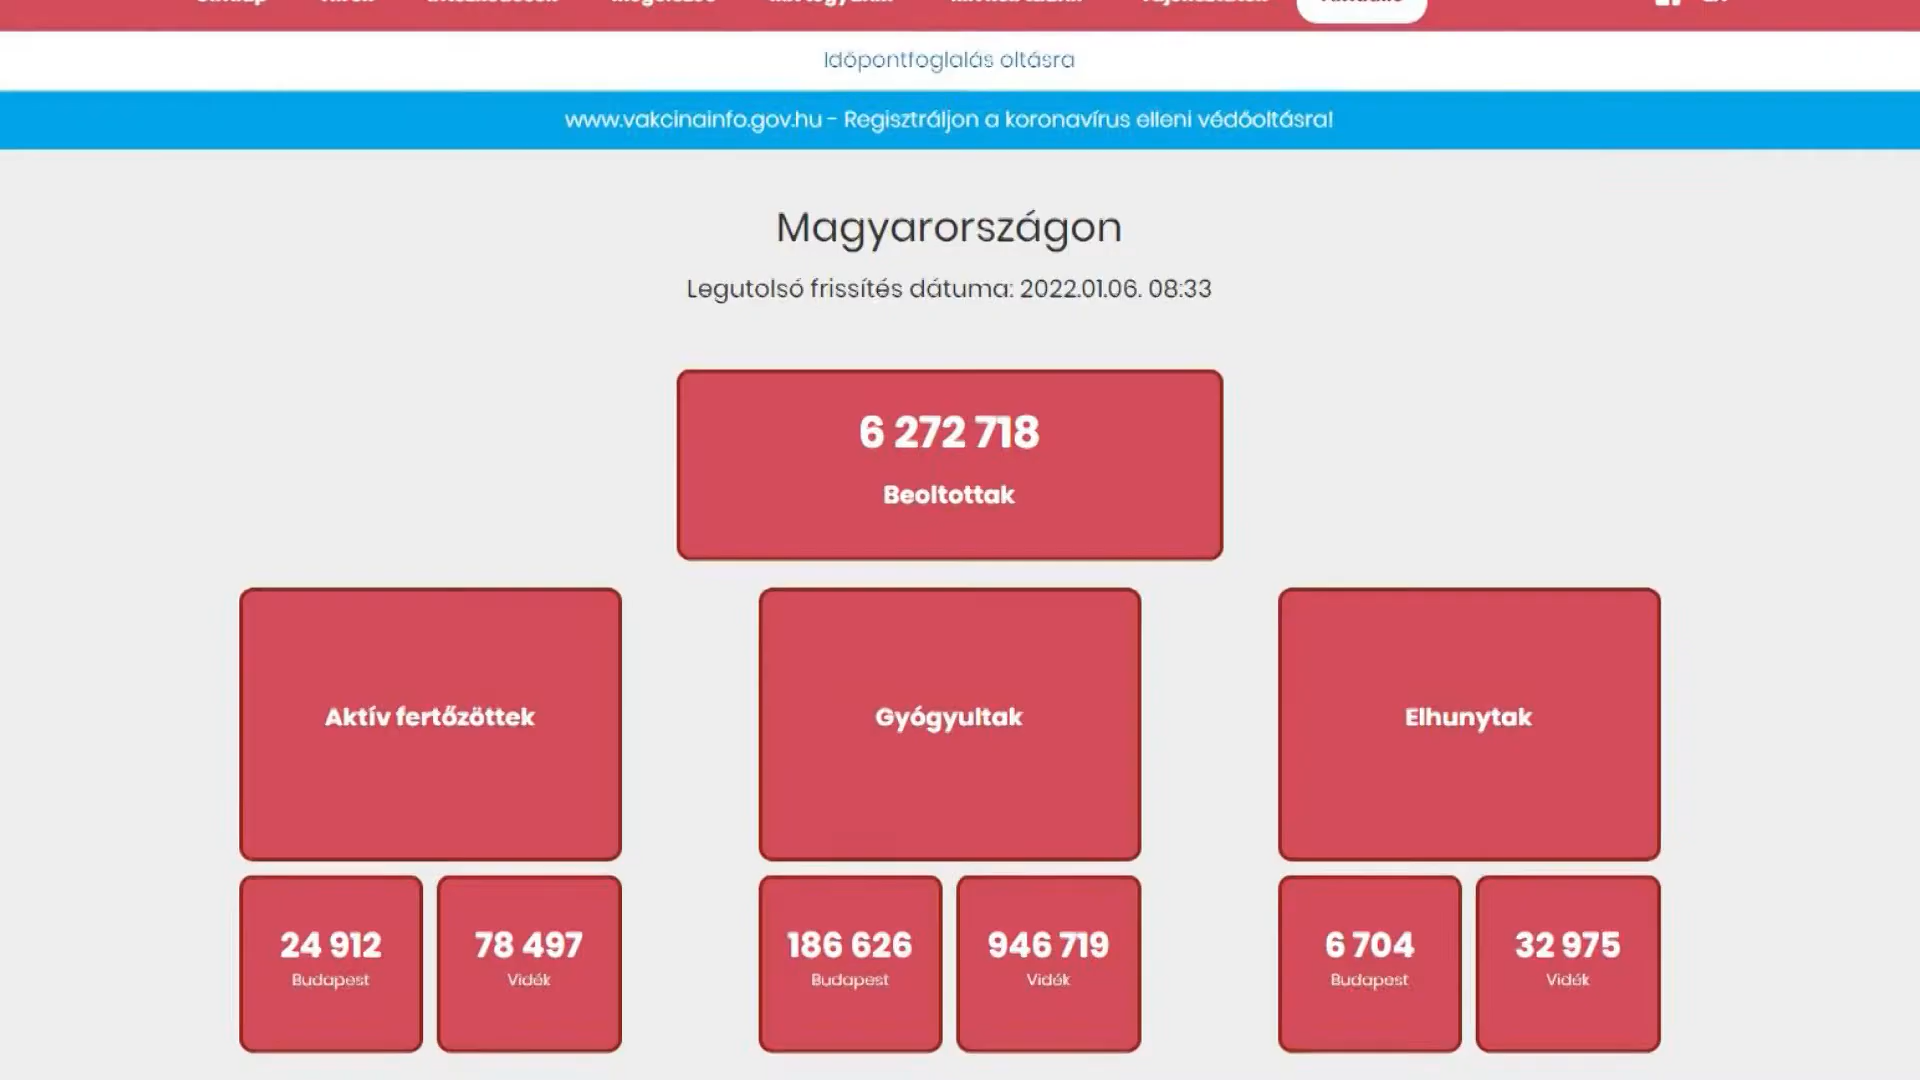 Időpontfoglalás oltásra
www.vakcinainfo.gov.hu - Regisztráljon a koronavírus elleni védőoltásra!
Magyarországon
Legutolsó frissítés dátuma: 2022.01.06. 08:33
6 272 718
Beoltottak
Aktív fertőzöttek
Gyógyultak
Elhunytak
24 912
Budapest
78 497
Vidék
186 626
Budapest
946 719
Vidék
6 704
Budapest
32 975
Vidék